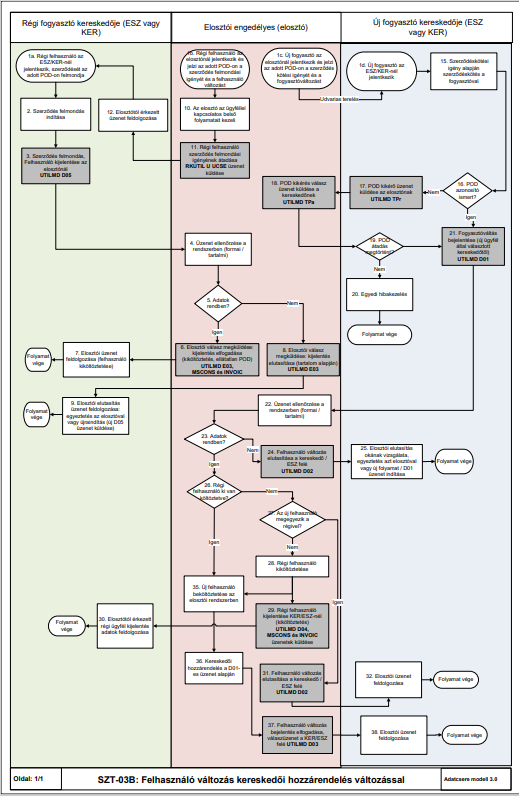 Régi fogyasztó kereskedője (ESZ vagy
KER)
Elosztói engedélyes (elosztó)
Új fogyasztó kereskedője (ESZ
vagy KER)
1a. Régi felhasználó az
ESZ/KER-nél
jelentkezik, szerződését az
adott POD-on felmondja
1b. Régi felhasználó az
elosztónál jelentkezik és
jelzi az adott POD-on a
szerződés felmondási
igényét és a felhasználó
változást
1c. Új fogyasztó az
elosztónál jelentkezik és jelzi
az adott POD-on a szerződés
kötési igényét és a
fogyasztóváltozást
1d. Új fogyasztó az
ESZ/KER-nél
jelentkezik
15. Szerződéskötési
igény alapján
szerződéskötés a
fogyasztóval
Udvarias terelés
2. Szerződés felmondás
indítása
12. Elosztótól érkezett
üzenet feldolgozása
10. Az elosztó az ügyféllel
kapcsolatos belső
folyamatait kezeli
3. Szerződés felmondás,
Felhasználó kijelentése az
elosztónál
UTILMD D05
11. Régi felhasználó
szerződés felmondási
igényének átadása
RKUTIL U UCSE üzenet
küldése
18. POD kikérés válasz
üzenet küldése a
kereskedőnek
UTILMD TPa
17. POD kikérő üzenet
küldése az elosztónak
UTILMD TPr
Nem
16. POD
azonosító
ismert?
Igen
4. Üzenet ellenőrzése a
rendszerben (formai /
tartalmi)
19. POD
átadás
megtörtént?
Igen
Nem
21. Fogyasztóváltás
bejelentése (új ügyfél
által választott
kereskedőtől)
UTILMD D01
20. Egyedi hibakezelés
Folyamat vége
5. Adatok
rendben?
Nem
Igen
Folyamat
vége
7. Elosztói üzenet
feldolgozása (felhasználó
kiköltöztetése)
6. Elosztói válasz megküldése:
kijelentés elfogadása
(kiköltöztetés, ellátatlan POD)
UTILMD E03,
MSCONS és INVOIC
8. Elosztói válasz
megküldése: kijelentés
elutasítása (tartalom alapján)
UTILMD E03
Folyamat
vége
9. Elosztói elutasítás
üzenet feldolgozása:
egyeztetés az elosztóval
vagy újraindítás (új D05
üzenet küldése)
22. Üzenet ellenőrzése a
rendszerben (formai /
tartalmi)
23. Adatok
rendben?
Nem
Igen
24. Felhasználó változás
elutasítása a kereskedő /
ESZ felé
UTILMD D02
25. Elosztói elutasítás
okának vizsgálata,
egyeztetés azt elosztóval
vagy új folyamat / D01
üzenet indítása
Folyamat vége
26. Régi
felhasználó ki van
költöztetve?
Nem
Igen
27. Az új felhasználó
megegyezik a
régivel?
Nem
Igen
28. Régi felhasználó
kiköltöztetése
35. Új felhasználó
beköltöztetése az
elosztói rendszerben
29. Régi felhasználó
kijelentése KER/ESZ-nél
(kiköltöztetés)
UTILMD D04,
MSCONS és INVOIC
üzenetek küldése
30. Elosztótól érkezett
régi ügyfél kijelentés
adatok feldolgozása
Folyamat
vége
36. Kereskedői
hozzárendelés a D01-
es üzenet alapján
31. Felhasználó változás
elutasítása a kereskedő /
ESZ felé
UTILMD D02
32. Elosztói üzenet
feldolgozása
Folyamat vége
37. Felhasználó változás
bejelentés elfogadása,
válaszüzenet a KER/ESZ
felé UTILMD D03
38. Elosztói üzenet
feldolgozása
Folyamat vége
Oldal: 1/1
SZT-03B: Felhasználó változás kereskedői hozzárendelés változással
Adatcsere modell 3.0